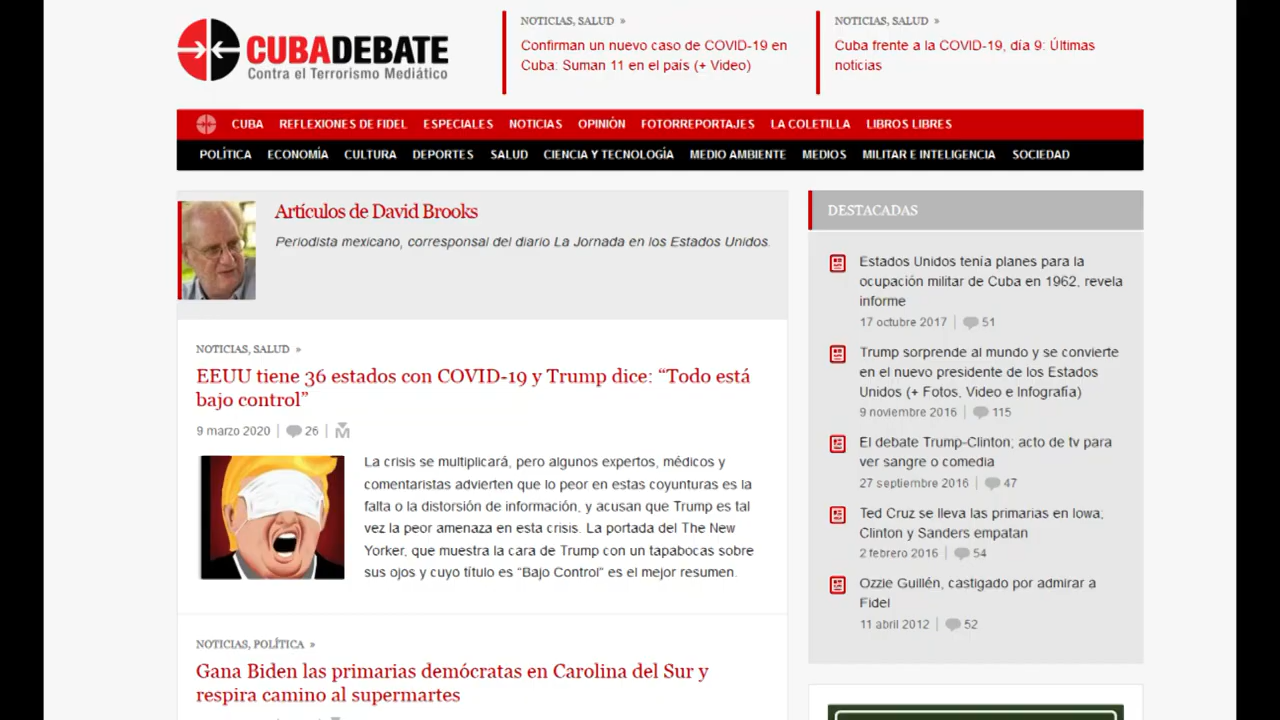 CUBADEBATE
Contra el Terrorismo Mediático
NOTICIAS, SALUD »
Confirman un nuevo caso de COVID-19 en
Cuba: Suman 11 en el país (+ Video)
NOTICIAS, SALUD »
Cuba frente a la COVID-19, día 9: Últimas
noticias
CUBA REFLEXIONES DE FIDEL ESPECIALES NOTICIAS OPINIÓN FOTORREPORTAJES LA COLETILLA LIBROS LIBRES
POLÍTICA ECONOMÍA CULTURA DEPORTES SALUD CIENCIA Y TECNOLOGÍA MEDIO AMBIENTE MEDIOS MILITAR E INTELIGENCIA SOCIEDAD
Artículos de David Brooks
Periodista mexicano, corresponsal del diario La Jornada en los Estados Unidos.
NOTICIAS, SALUD »
EEUU tiene 36 estados con COVID-19 y Trump dice: “Todo está
bajo control”
9 marzo 2020 | 26 |
La crisis se multiplicará, pero algunos expertos, médicos y
comentaristas advierten que lo peor en estas coyunturas es la
falta o la distorsión de información, y acusan que Trump es tal
vez la peor amenaza en esta crisis. La portada del The New
Yorker, que muestra la cara de Trump con un tapabocas sobre
sus ojos y cuyo título es “Bajo Control” es el mejor resumen.
NOTICIAS, POLÍTICA »
Gana Biden las primarias demócratas en Carolina del Sur y
respira camino al supermartes
DESTACADAS
Estados Unidos tenía planes para la
ocupación militar de Cuba en 1962, revela
informe
17 octubre 2017 | 51
Trump sorprende al mundo y se convierte
en el nuevo presidente de los Estados
Unidos (+ Fotos, Video e Infografía)
9 noviembre 2016 | 115
El debate Trump-Clinton; acto de tv para
ver sangre o comedia
27 septiembre 2016 | 47
Ted Cruz se lleva las primarias en Iowa;
Clinton y Sanders empatan
2 febrero 2016 | 54
Ozzie Guillén, castigado por admirar a
Fidel
11 abril 2012 | 52